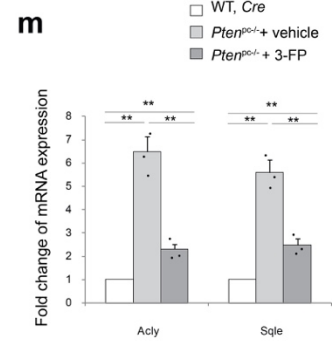 m
WT, Cre
Ptenpc-/-+ vehicle
Ptenpc-/- + 3-FP
Fold change of mRNA expression
8
7
6
5
4
3
2
1
0
**
** **
**
** **
Acly Sqle